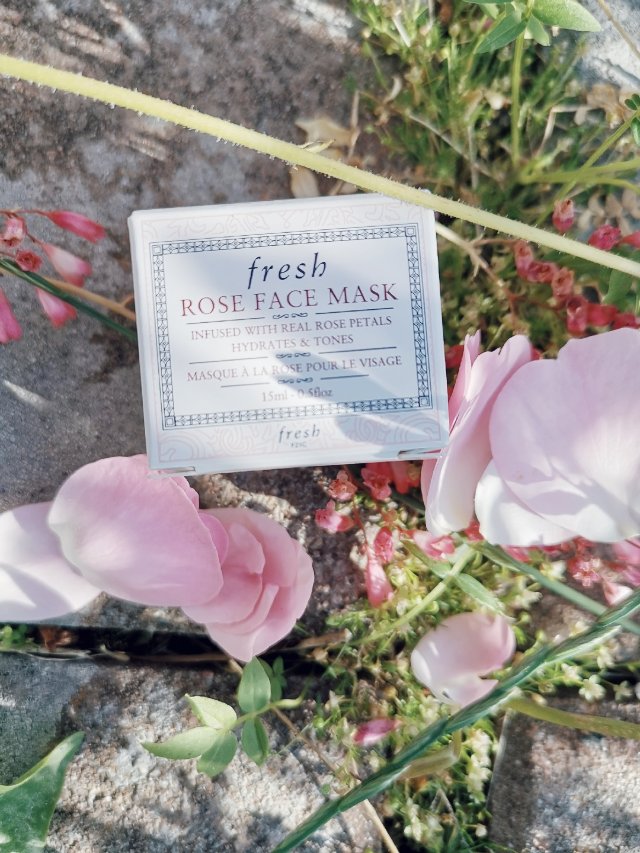 fresh
ROSE FACE MASK
INFUSED WITH REAL ROSE PETALS
HYDRATES & TONES
MASQUE À LA ROSE POUR LE VISAGE
15ml - 0.5floz
fresh